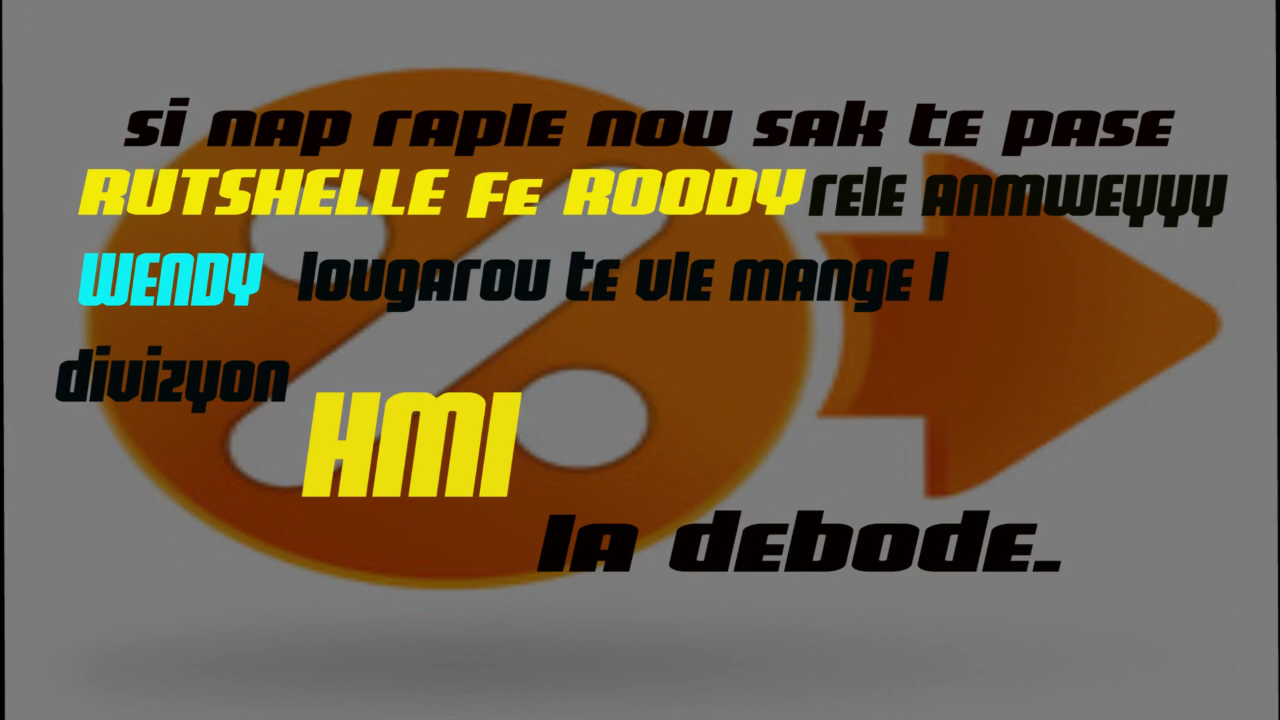 si nap raple nou sak te pase
RUTSHELLE fe ROODY rele anmweyyy
WENDY lougarou te vle mange l
divizyon HMI
la debode.